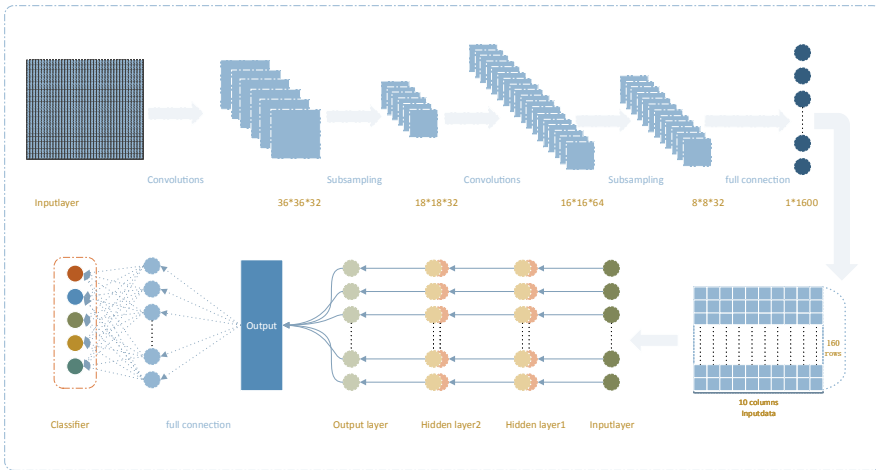 Convolutions
Subsampling
Convolutions
Subsampling
full connection
Inputlayer
36*36*32
18*18*32
16*16*64
8*8*32
1*1600
Output
160
rows
10 columns
Inputdata
Classifier
full connection
Output layer
Hidden layer2
Hidden layer1
Inputlayer